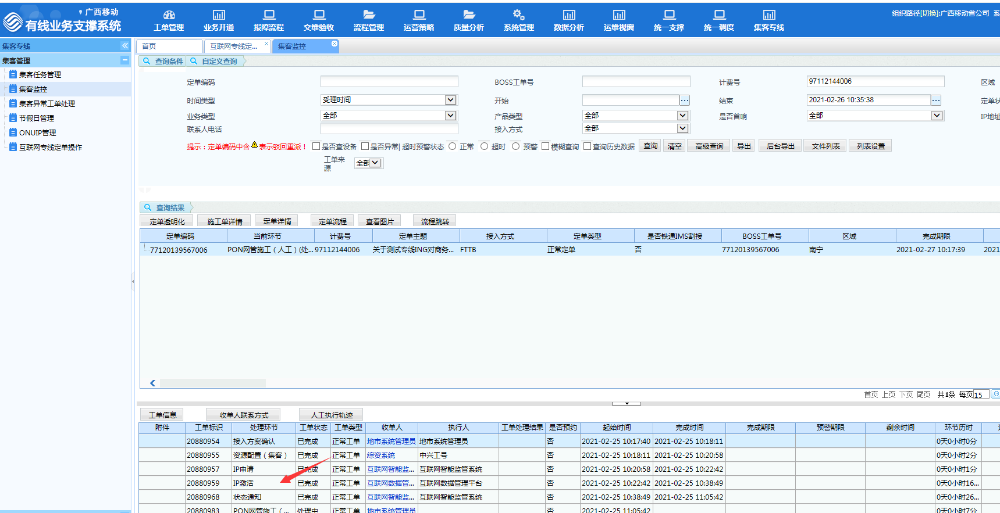 广西移动
有线业务支撑系统
工单管理 业务开通 报障流程 交维验收 流程管理 运营策略 质量分析 系统管理 数据分析 运维视窗 统一支撑 统一调度 集客专线
组织路径[切换]:广西移动省公司 系
集客专线
首页 互联网专线定... 集客监控
集客管理
集客任务管理
集客监控
集客异常工单处理
节假日管理
ONUIP管理
互联网专线定单操作
查询条件 自定义查询
定单编码 BOSS工单号 计费号 97112144006 区域
时间类型 受理时间 开始 ... 结束 2021-02-26 10:35:38 ... 定单状
业务类型 全部 产品类型 全部 是否首响 全部 IP地址
联系人电话 接入方式 全部
提示：定单编码中含 表示驳回重派！ 是否查设备 是否异常| 超时预警状态 正常 超时 预警 模糊查询 查询历史数据 查询 清空 高级查询 导出 后台导出 文件列表 列表设置
工单来
源 全部
查询结果
定单透明化 施工单详情 定单详情 定单流程 查看图片 流程跳转
定单编码 当前环节 计费号 定单主题 接入方式 定单类型 是否铁通IMS割接 BOSS工单号 区域 完成期限
77120139567006 PON网管施工（人工）(处... 97112144006 关于测试专线ING对商务... FTTB 正常定单 否 77120139567006 南宁 2021-02-27 10:17:39 2021
首页 上页 下页 尾页 共1条 每页 15 G
工单信息 收单人联系方式 人工执行轨迹
附件 工单标识 处理环节 工单状态 工单类型 收单人 执行人 工单处理结果 是否预约 起始时间 完成时间 完成期限 预警期限 剩余时间 环节历时
20880954 接入方案确认 已完成 正常工单 地市系统管理员 地市系统管理员 否 2021-02-25 10:17:40 2021-02-25 10:18:11 0天0小时0分
20880955 资源配置（集客） 已完成 正常工单 综资系统 中兴工号 否 2021-02-25 10:18:11 2021-02-25 10:20:58 0天0小时2分
20880957 IP申请 已完成 正常工单 互联网智能监... 互联网智能监管系统 否 2021-02-25 10:20:58 2021-02-25 10:22:42 0天0小时1分
20880959 IP激活 已完成 正常工单 互联网数据管... 互联网数据管理平台 否 2021-02-25 10:22:42 2021-02-25 10:38:49 0天0小时16...
20880968 状态通知 已完成 正常工单 互联网智能监... 互联网智能监管系统 否 2021-02-25 10:38:49 2021-02-25 11:05:42 0天0小时26...
20880983 PON网管施工（... 处理中 正常工单 地市系统管理员 否 2021-02-25 11:05:42 0天0小时7分